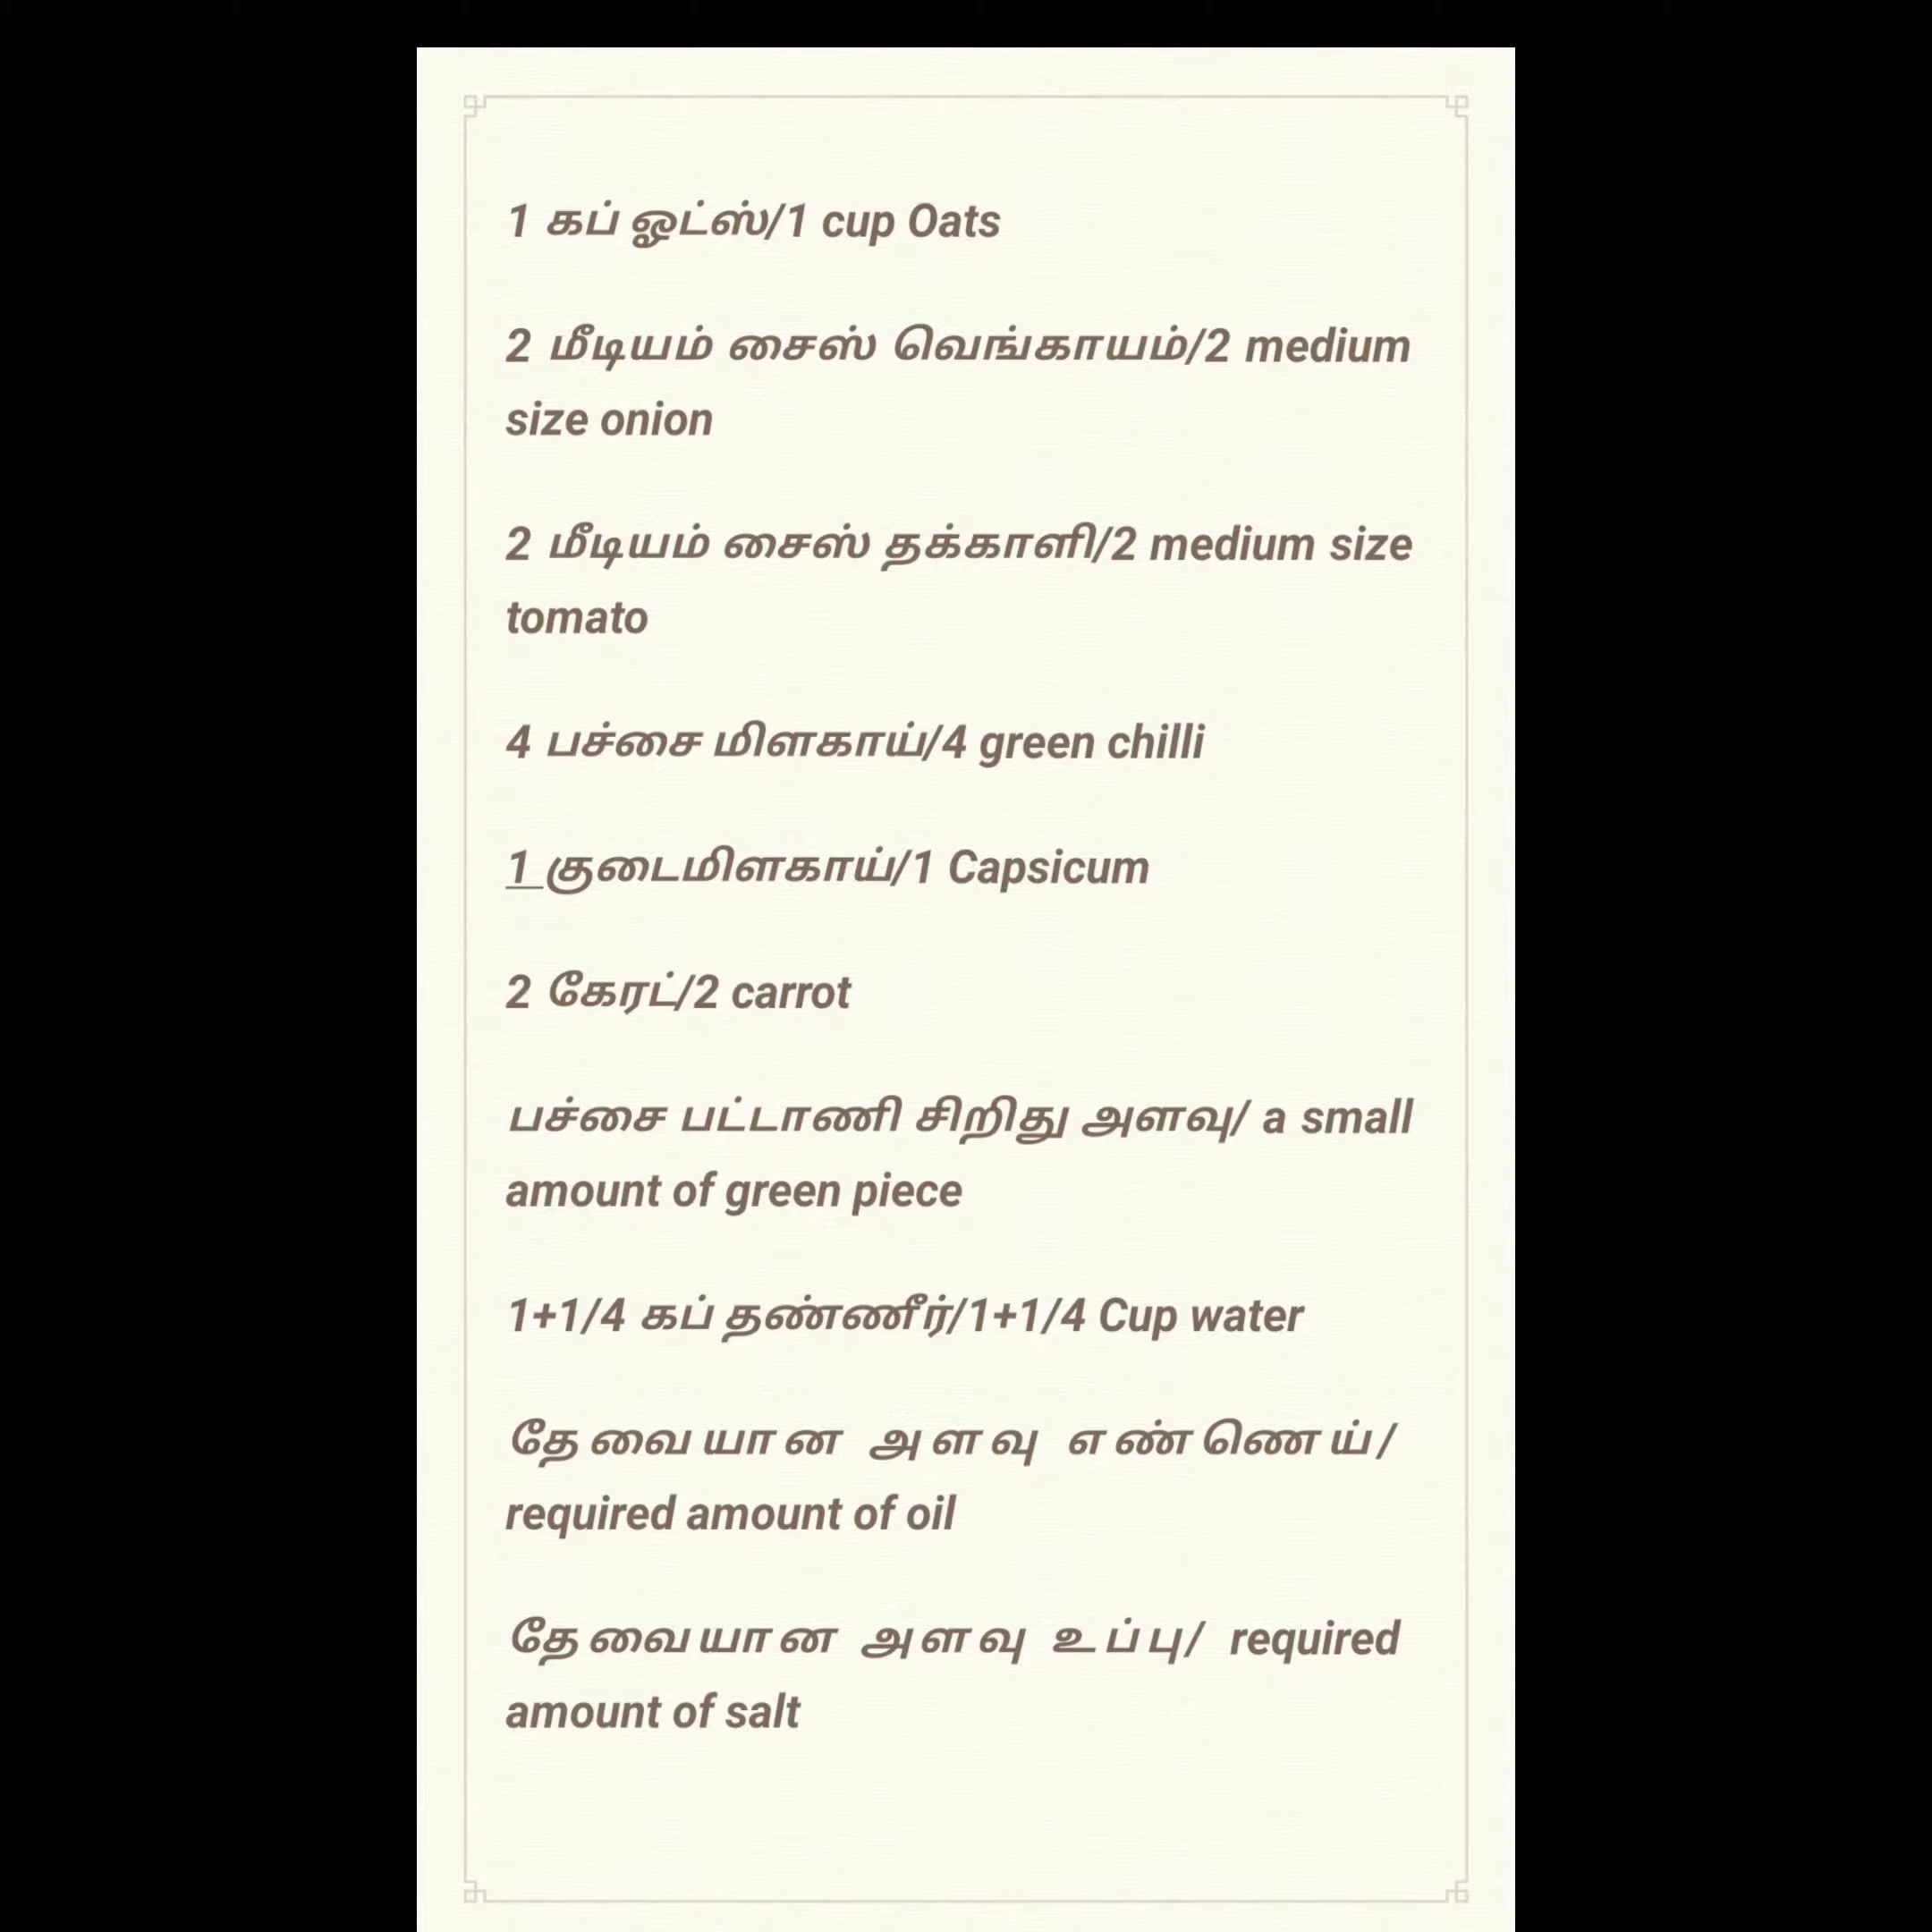 1 கப் ஓட்ஸ்/1 cup Oats
2 மீடியம் சைஸ் வெங்காயம்/2 medium
size onion
2 மீடியம் சைஸ் தக்காளி/2 medium size
tomato
4 பச்சை மிளகாய்/4 green chilli
1 குடைமிளகாய்/1 Capsicum
2 கேரட்/2 carrot
பச்சை பட்டாணி சிறிது அளவு/ a small
amount of green piece
1+1/4 கப் தண்ணீர்/1+1/4 Cup water
தேவையான அளவு எண்ணெய்/
required amount of oil
தேவையான அளவு உப்பு/ required
amount of salt